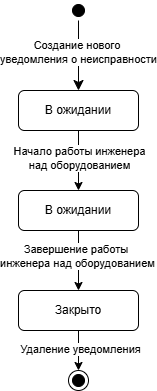 Создание нового
уведомления о неисправности
В ожидании
Начало работы инженера
над оборудованием
В ожидании
Завершение работы
инженера над оборудованием
Закрыто
Удаление уведомления